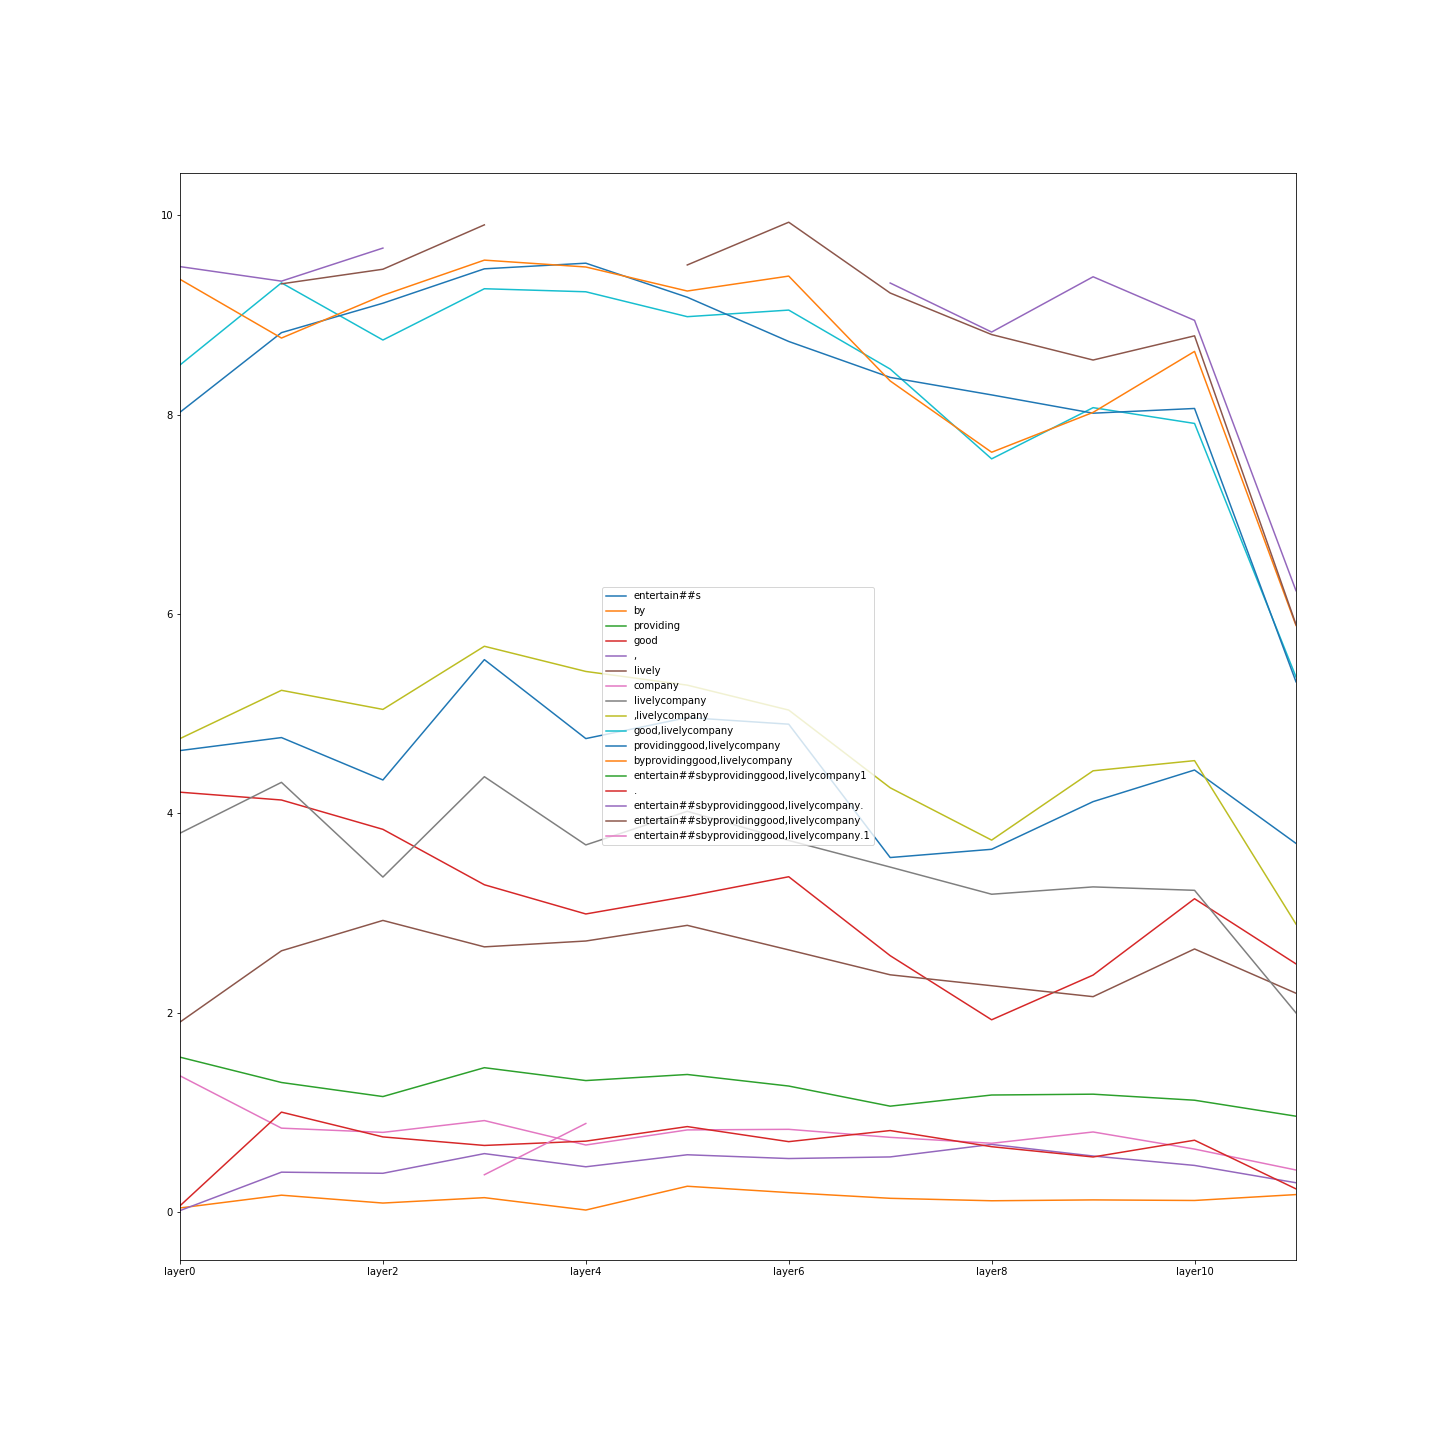 10
8
6
4
2
0
entertain##s
by
providing
good
,
lively
company
livelycompany
,livelycompany
good,livelycompany
providinggood,livelycompany
byprovidinggood,livelycompany
entertain##sbyprovidinggood,livelycompany1
.
entertain##sbyprovidinggood,livelycompany.
entertain##sbyprovidinggood,livelycompany
entertain##sbyprovidinggood,livelycompany.1
layer0 layer2 layer4 layer6 layer8 layer10